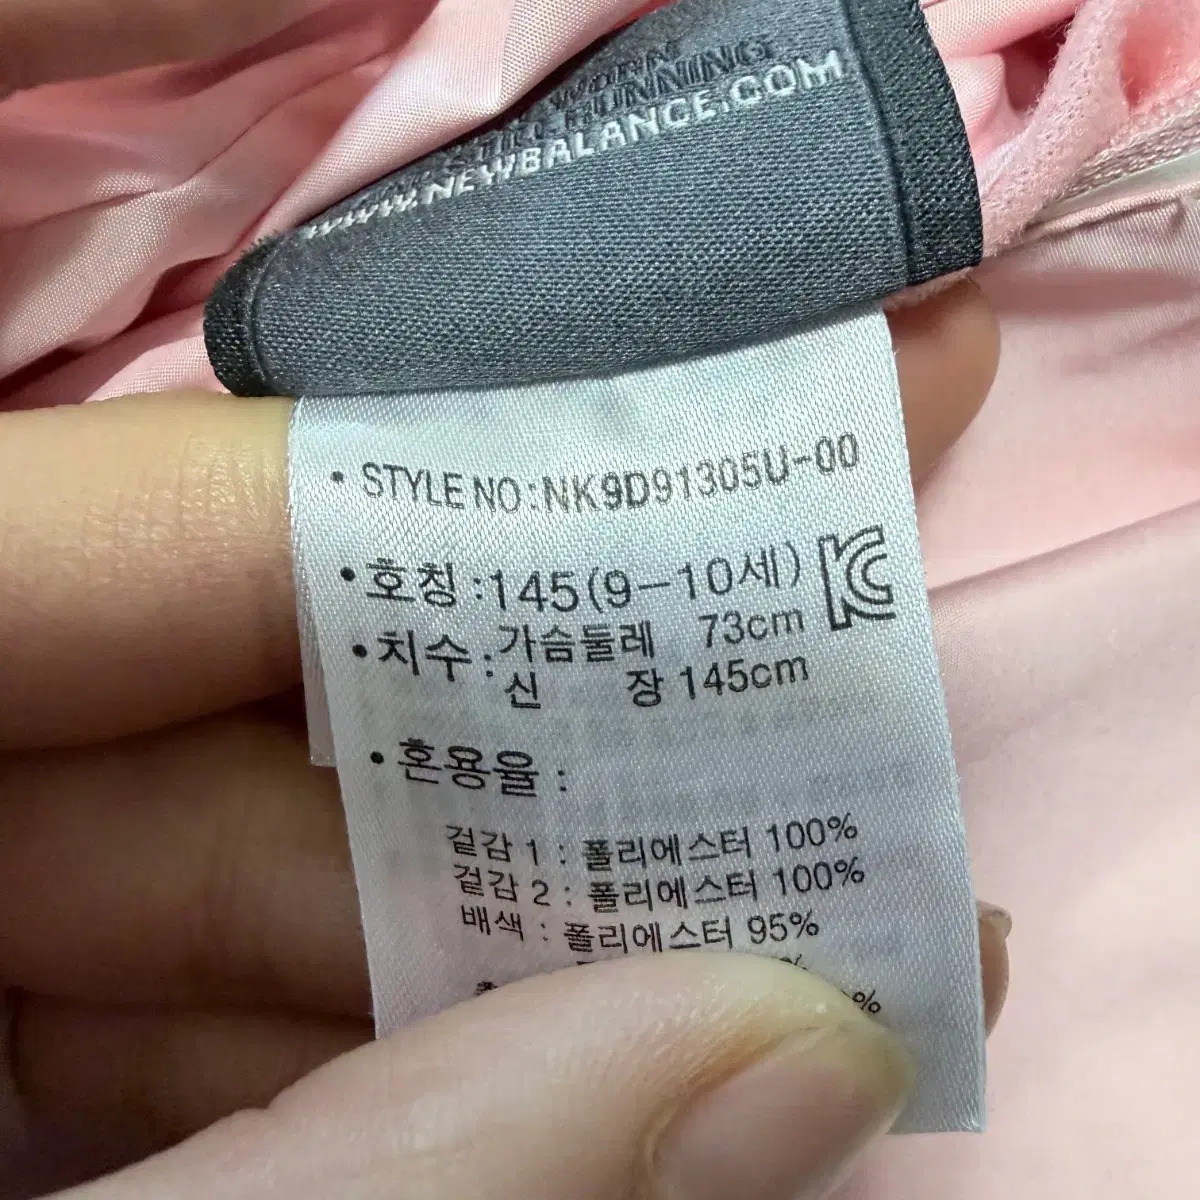 RUNNING
WWW.NEWBALANCE.COM
• STYLE NO:NK9D91305U-00
• 호칭 : 145(9-10세)
• 치수 : 가슴둘레 73cm
신 장 145cm
• 혼용율 :
겉감 1 : 폴리에스터 100%
겉감 2 : 폴리에스터 100%
배색 : 폴리에스터 95%
%
%